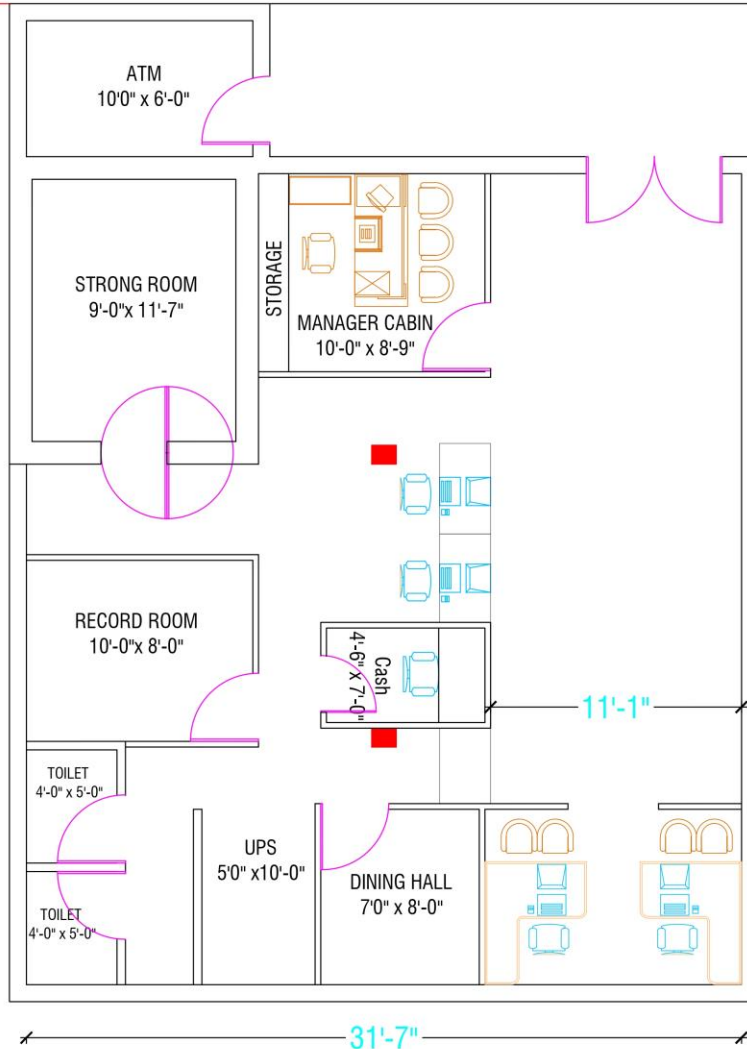 ATM
10'0" x 6'-0"
STRONG ROOM
9'-0"x 11'-7"
STORAGE
MANAGER CABIN
10'-0" x 8'-9"
RECORD ROOM
10'-0"x 8'-0"
Cash
4'-6" x 7'-0"
11'-1"
TOILET
4'-0" x 5'-0"
UPS
5'0" x10'-0"
DINING HALL
7'0" x 8'-0"
TOILET
4'-0" x 5'-0"
31'-7"